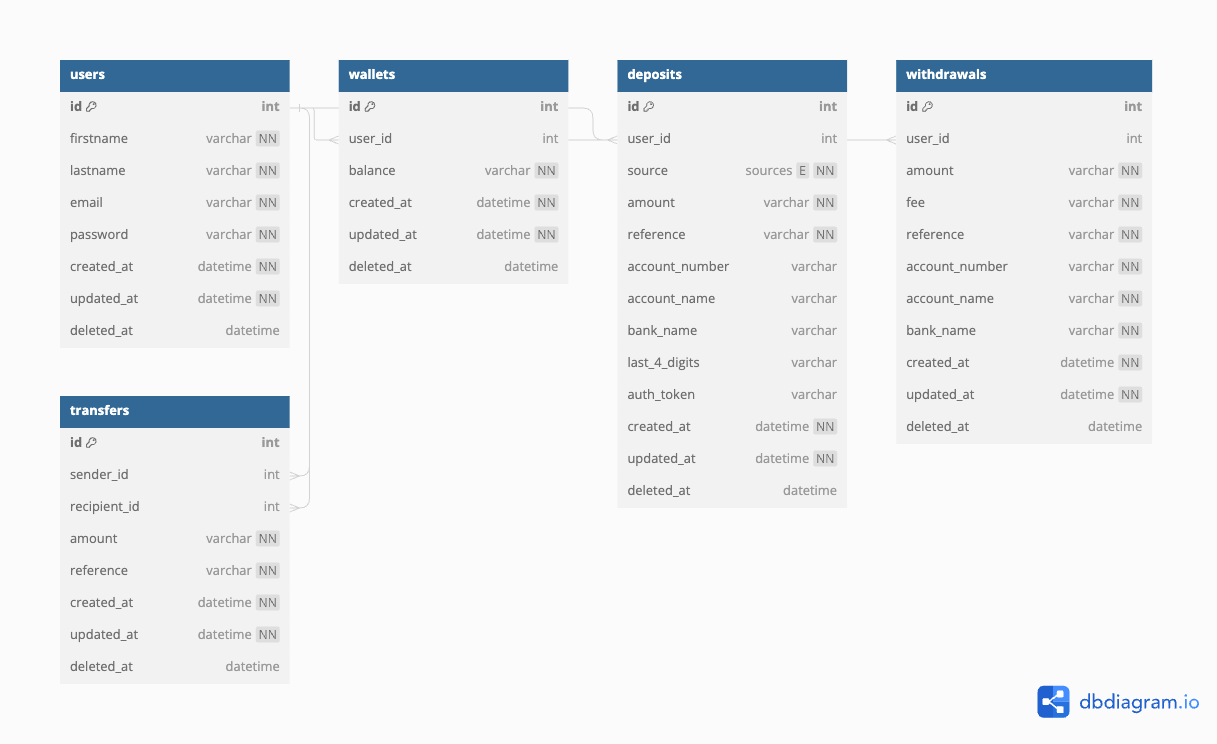 users
id int
firstname varchar NN
lastname varchar NN
email varchar NN
password varchar NN
created_at datetime NN
updated_at datetime NN
deleted_at datetime
transfers
id int
sender_id int
recipient_id int
amount varchar NN
reference varchar NN
created_at datetime NN
updated_at datetime NN
deleted_at datetime
wallets
id int
user_id int
balance varchar NN
created_at datetime NN
updated_at datetime NN
deleted_at datetime
deposits
id int
user_id int
source sources E NN
amount varchar NN
reference varchar NN
account_number varchar
account_name varchar
bank_name varchar
last_4_digits varchar
auth_token varchar
created_at datetime NN
updated_at datetime NN
deleted_at datetime
withdrawals
id int
user_id int
amount varchar NN
fee varchar NN
reference varchar NN
account_number varchar NN
account_name varchar NN
bank_name varchar NN
created_at datetime NN
updated_at datetime NN
deleted_at datetime
dbdiagram.io